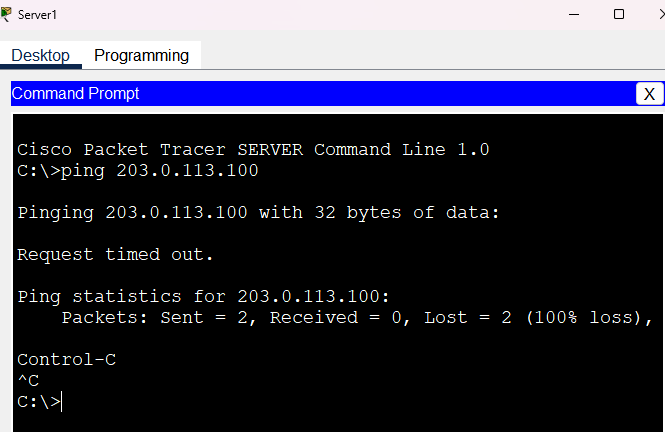 Server1
Desktop Programming
Command Prompt X
Cisco Packet Tracer SERVER Command Line 1.0
C:\>ping 203.0.113.100
Pinging 203.0.113.100 with 32 bytes of data:
Request timed out.
Ping statistics for 203.0.113.100:
    Packets: Sent = 2, Received = 0, Lost = 2 (100% loss),
Control-C
^C
C:\>